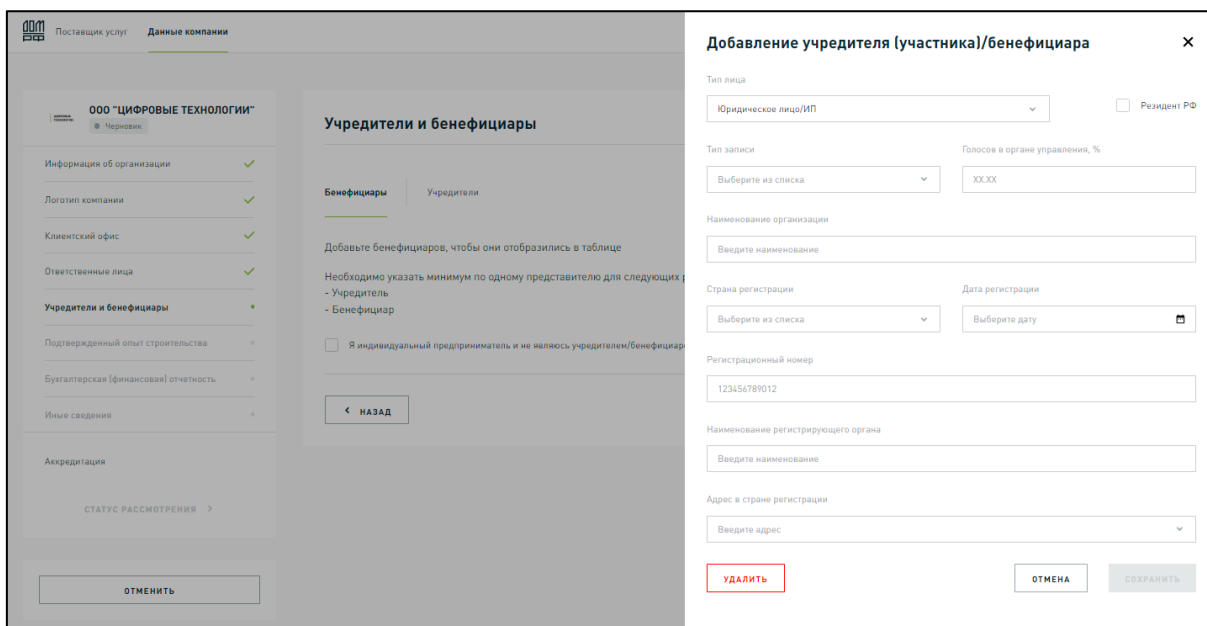 ДОМ РФ
Поставщик услуг
Данные компании
ООО "ЦИФРОВЫЕ ТЕХНОЛОГИИ"
Черновик
Информация об организации
Логотип компании
Клиентский офис
Ответственные лица
Учредители и бенефициары
Подтвержденный опыт строительства
Бухгалтерская (финансовая) отчетность
Иные сведения
Аккредитация
СТАТУС РАССМОТРЕНИЯ >
ОТМЕНИТЬ
Учредители и бенефициары
Бенефициары
Учредители
Добавьте бенефициаров, чтобы они отобразились в таблице
Необходимо указать минимум по одному представителю для следующих р
- Учредитель
- Бенефициар
Я индивидуальный предприниматель и не являюсь учредителем/бенефициаро
НАЗАД
Добавление учредителя (участника)/бенефициара
Тип лица
Юридическое лицо/ИП
Резидент РФ
Тип записи
Голосов в органе управления, %
Выберите из списка
XX.XX
Наименование организации
Введите наименование
Страна регистрации
Дата регистрации
Выберите из списка
Выберите дату
Регистрационный номер
123456789012
Наименование регистрирующего органа
Введите наименование
Адрес в стране регистрации
Введите адрес
УДАЛИТЬ
ОТМЕНА
СОХРАНИТЬ